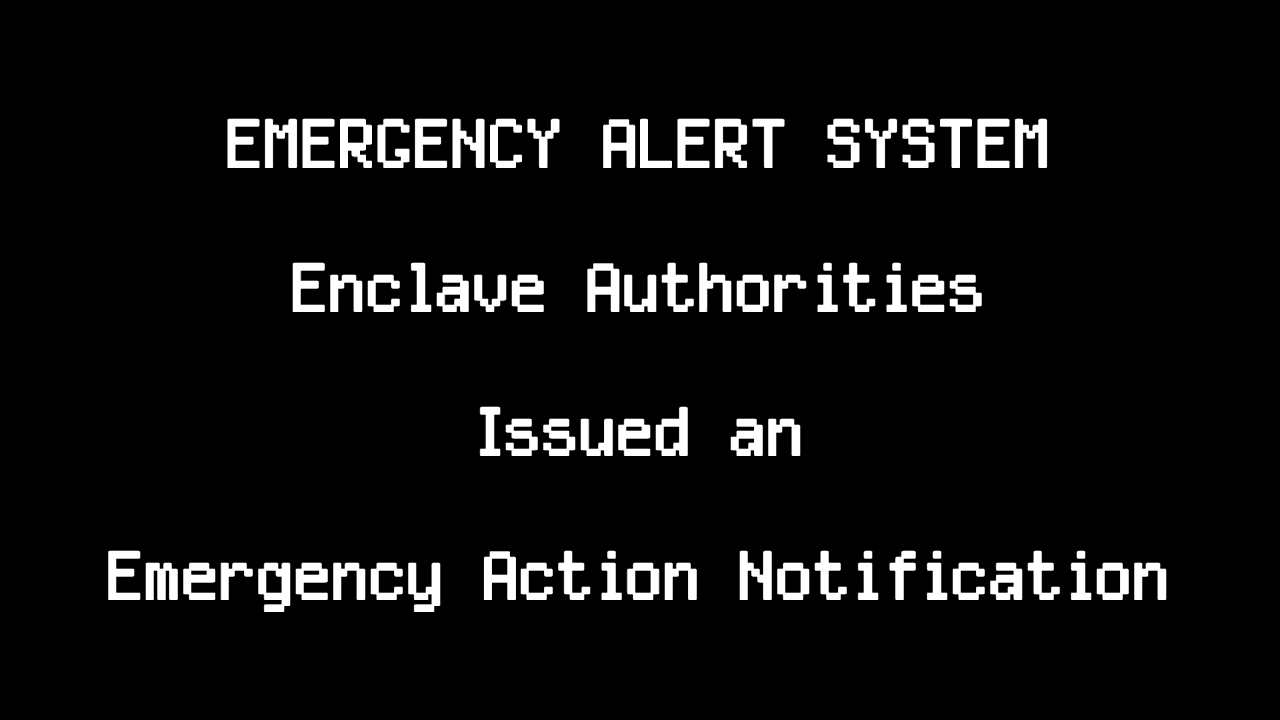 EMERGENCY ALERT SYSTEM
Enclave Authorities
Issued an
Emergency Action Notification